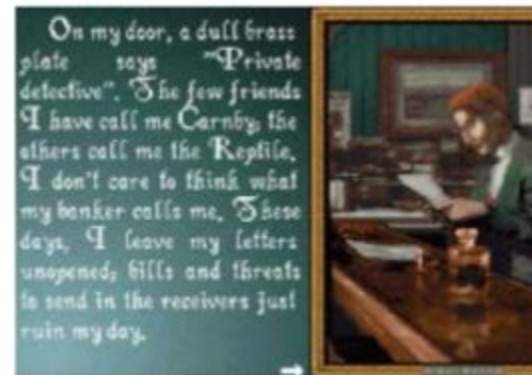 On my door, a dull brass
plate says "Private
detective". The few friends
I have call me Carnby; the
others call me the Reptile.
I don't care to think what
my banker calls me. These
days, I leave my letters
unopened; bills and threats
to send in the receivers just
ruin my day.